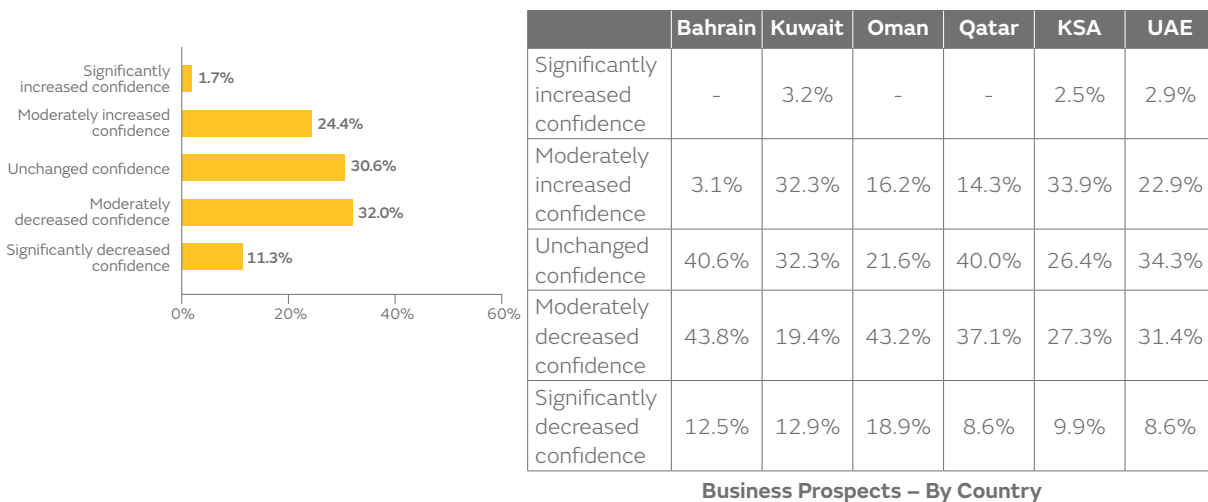 Significantly
increased confidence
1.7%
Moderately increased
confidence
24.4%
Unchanged confidence
30.6%
Moderately
decreased confidence
32.0%
Significantly decreased
confidence
11.3%
0%
20%
40%
60%
Bahrain Kuwait Oman Qatar KSA UAE
Significantly
increased
confidence
- 3.2% - - 2.5% 2.9%
Moderately
increased
confidence
3.1% 32.3% 16.2% 14.3% 33.9% 22.9%
Unchanged
confidence
40.6% 32.3% 21.6% 40.0% 26.4% 34.3%
Moderately
decreased
confidence
43.8% 19.4% 43.2% 37.1% 27.3% 31.4%
Significantly
decreased
confidence
12.5% 12.9% 18.9% 8.6% 9.9% 8.6%
Business Prospects – By Country